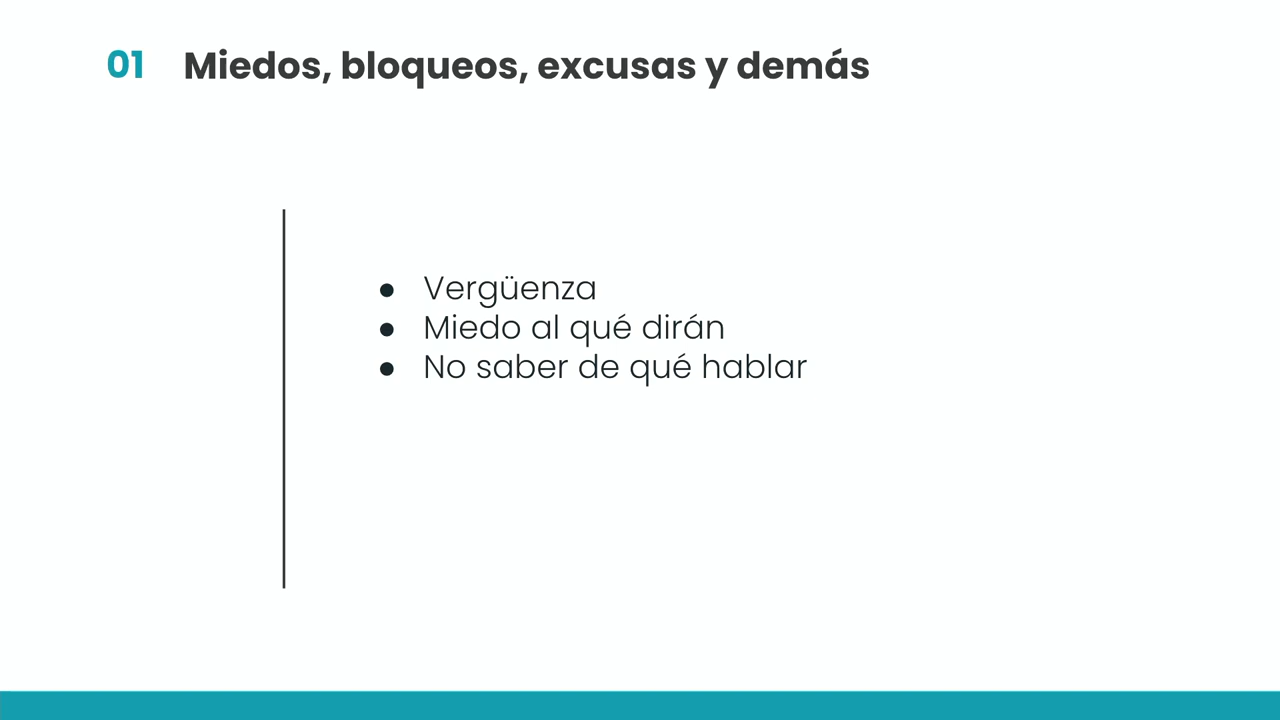 01 Miedos, bloqueos, excusas y demás
● Vergüenza
● Miedo al qué dirán
● No saber de qué hablar